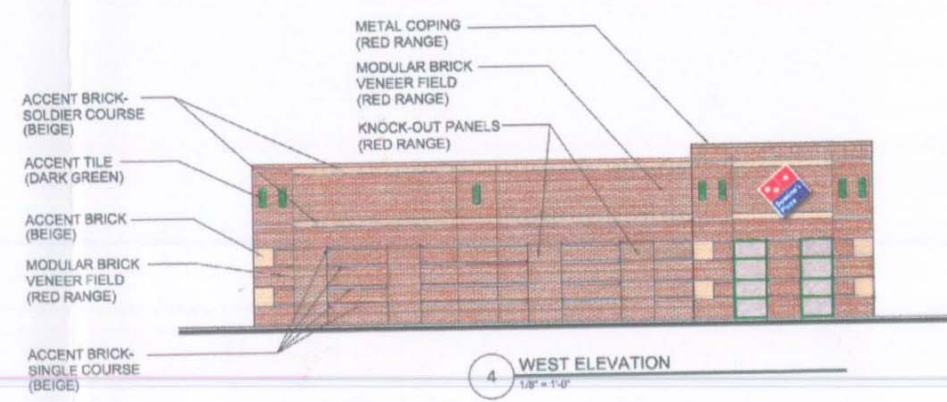 METAL COPING
(RED RANGE)
MODULAR BRICK
VENEER FIELD
(RED RANGE)
KNOCK-OUT PANELS
(RED RANGE)
ACCENT BRICK-
SOLDIER COURSE
(BEIGE)
ACCENT TILE
(DARK GREEN)
ACCENT BRICK
(BEIGE)
MODULAR BRICK
VENEER FIELD
(RED RANGE)
ACCENT BRICK-
SINGLE COURSE
(BEIGE)
Domino's
Pizza
4
WEST ELEVATION
1/8" = 1'-0"